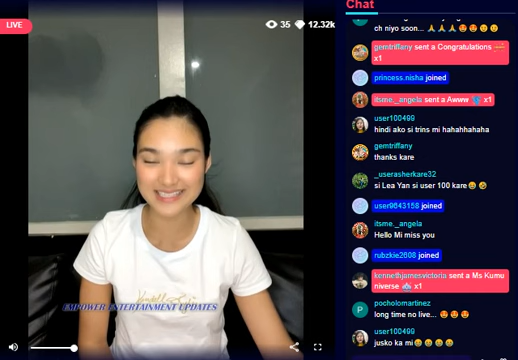 Chat
LIVE
35
12.32k
ch niyo soon...
gemtriffany sent a Congratulations
x1
princess.nisha joined
itsme._angela sent a Awww x1
user100499
hindi ako si trins mi hahahhahaha
gemtriffany
thanks kare
_userasherkare32
si Lea Yan si user 100 kare
user9643158 joined
itsme._angela
Hello Mi miss you
rubzkie2608 joined
kennethjamesvictoria sent a Ms Kumu
niverse x1
P
pocholomartinez
long time no live...
user100499
jusko ka mi
EMPOWER ENTERTAINMENT UPDATES